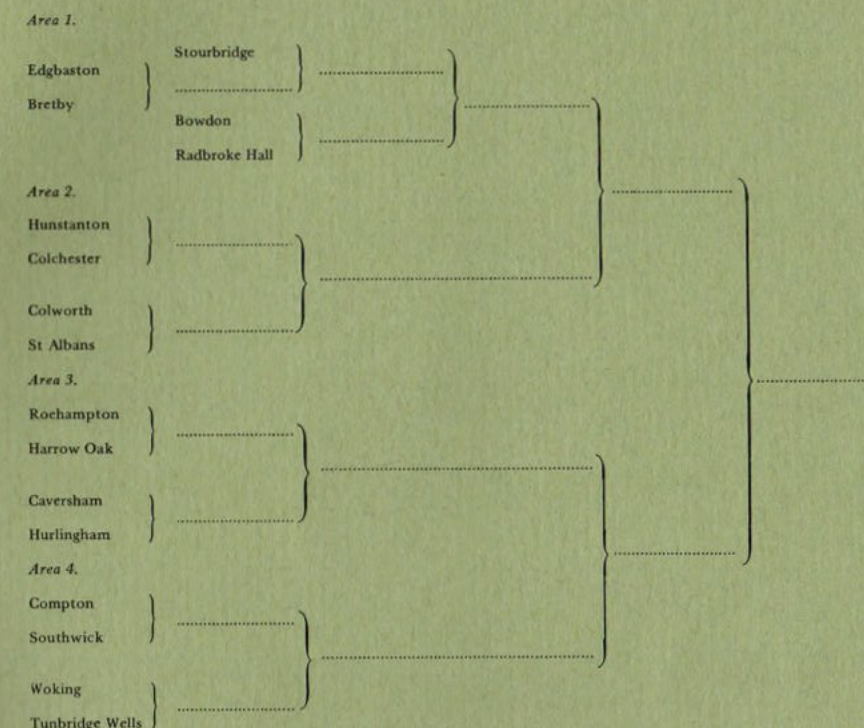 Area 1.
Stourbridge
Edgbaston
Bretby
Bowdon
Radbroke Hall
Area 2.
Hunstanton
Colchester
Colworth
St Albans
Area 3.
Roehampton
Harrow Oak
Caversham
Hurlingham
Area 4.
Compton
Southwick
Woking
Tunbridge Wells